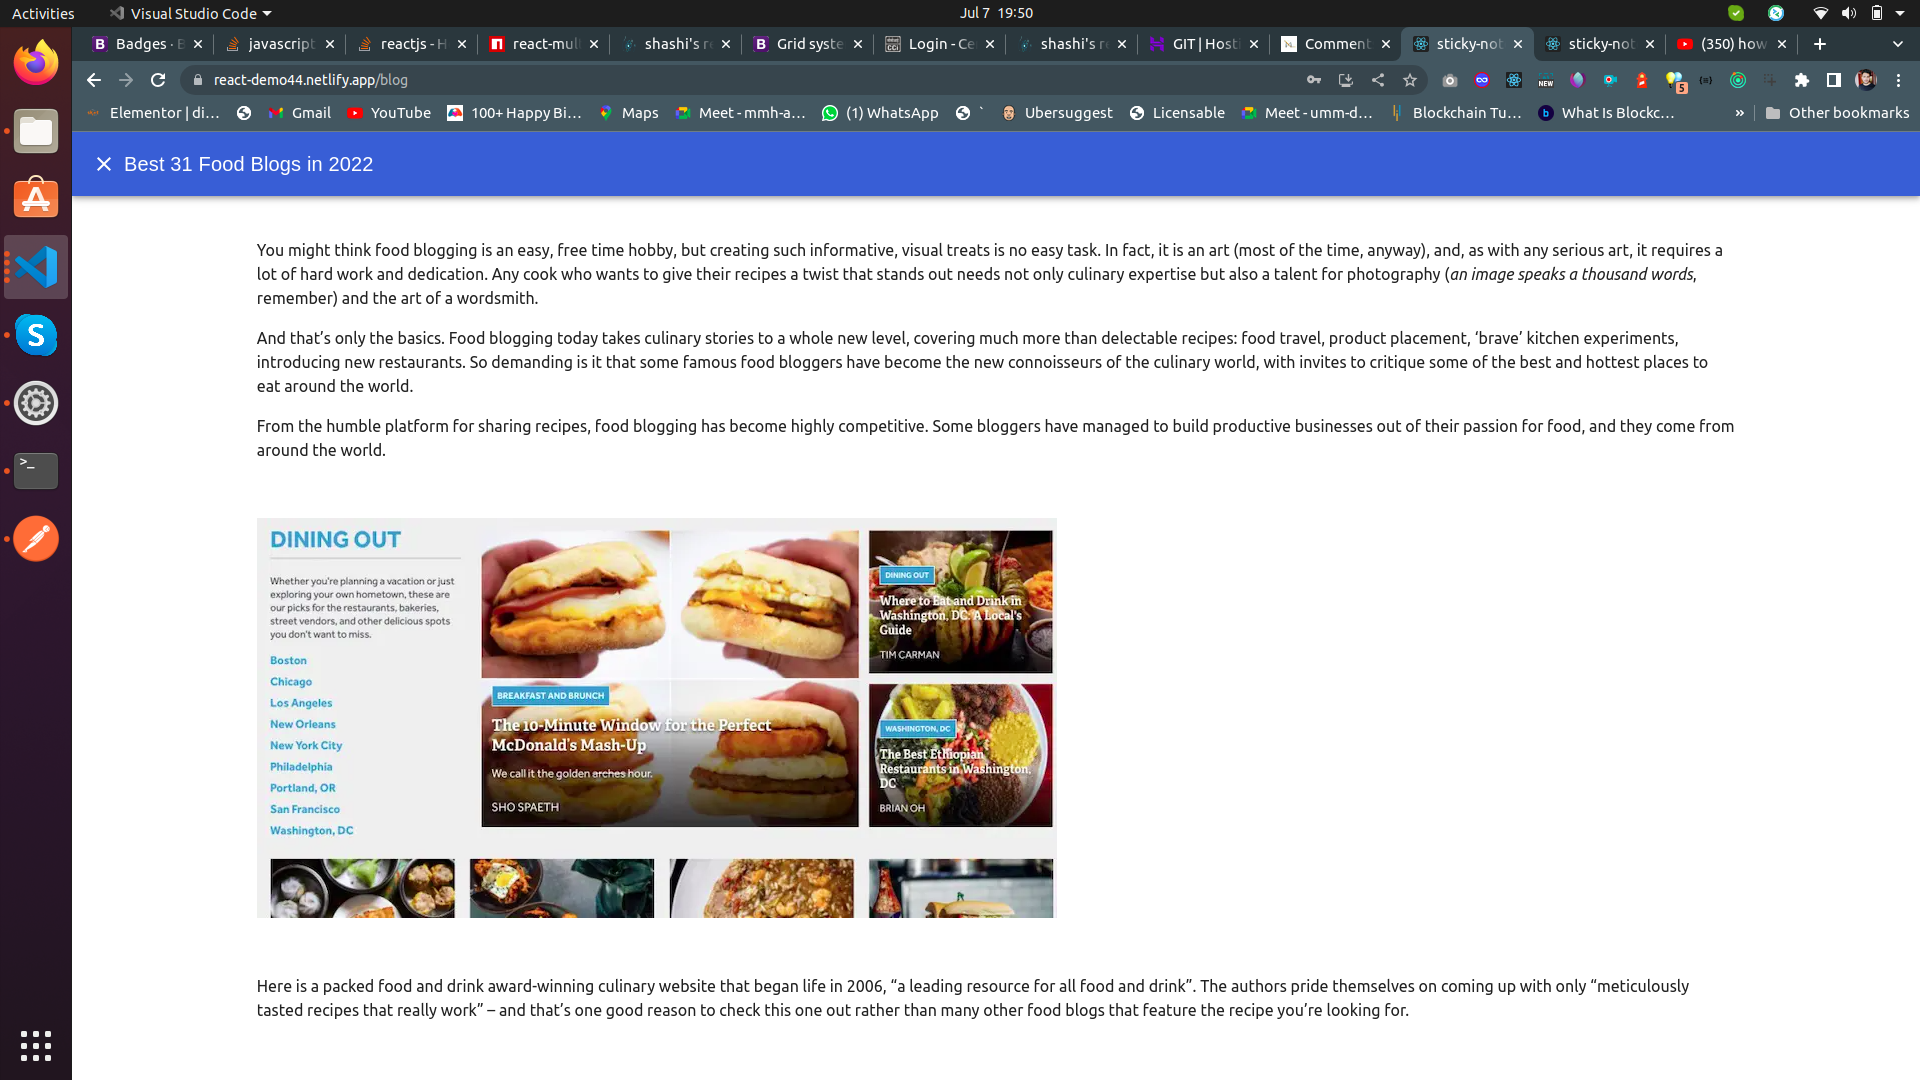 Activities
Visual Studio Code
Jul 7 19:50
Badges · B
javascript
reactjs - H
react-mul
shashi's re
Grid syste
Login - Ce
shashi's re
GIT | Hosti
Comment
sticky-not
sticky-not
(350) how
react-demo44.netlify.app/blog
NEW
5
Elementor | di...
Gmail
YouTube
100+ Happy Bi...
Maps
Meet - mmh-a...
(1) WhatsApp
`
Ubersuggest
Licensable
Meet - umm-d...
Blockchain Tu...
What Is Blockc...
»
Other bookmarks
Best 31 Food Blogs in 2022
You might think food blogging is an easy, free time hobby, but creating such informative, visual treats is no easy task. In fact, it is an art (most of the time, anyway), and, as with any serious art, it requires a
lot of hard work and dedication. Any cook who wants to give their recipes a twist that stands out needs not only culinary expertise but also a talent for photography (an image speaks a thousand words,
remember) and the art of a wordsmith.
And that’s only the basics. Food blogging today takes culinary stories to a whole new level, covering much more than delectable recipes: food travel, product placement, ‘brave’ kitchen experiments,
introducing new restaurants. So demanding is it that some famous food bloggers have become the new connoisseurs of the culinary world, with invites to critique some of the best and hottest places to
eat around the world.
From the humble platform for sharing recipes, food blogging has become highly competitive. Some bloggers have managed to build productive businesses out of their passion for food, and they come from
around the world.
DINING OUT
Whether you're planning a vacation or just
exploring your own hometown, these are
our picks for the restaurants, bakeries,
street vendors, and other delicious spots
you don't want to miss.
Boston
Chicago
Los Angeles
New Orleans
New York City
Philadelphia
Portland, OR
San Francisco
Washington, DC
BREAKFAST AND BRUNCH
The 10-Minute Window for the Perfect
McDonald's Mash-Up
We call it the golden arches hour.
SHO SPAETH
DINING OUT
Where to Eat and Drink in
Washington, DC: A Local's
Guide
TIM CARMAN
WASHINGTON, DC
The Best Ethiopian
Restaurants in Washington,
DC
BRIAN OH
Here is a packed food and drink award-winning culinary website that began life in 2006, “a leading resource for all food and drink”. The authors pride themselves on coming up with only “meticulously
tasted recipes that really work” – and that’s one good reason to check this one out rather than many other food blogs that feature the recipe you’re looking for.